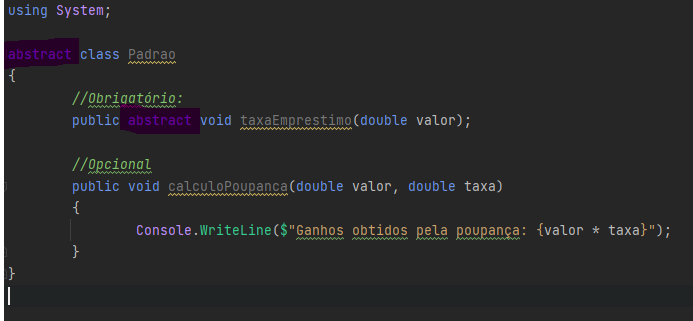 using System;
abstract class Padrao
{
//Obrigatório:
public abstract void taxaEmprestimo(double valor);
//Opcional
public void calculoPoupanca(double valor, double taxa)
{
Console.WriteLine($"Ganhos obtidos pela poupança: {valor * taxa}");
}
}